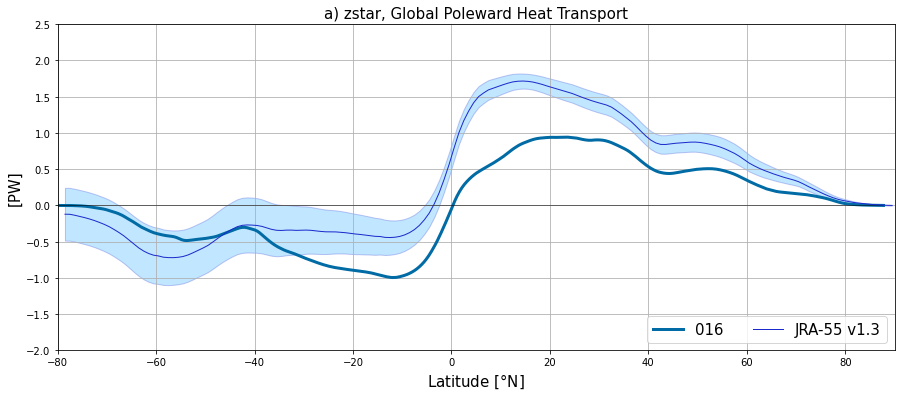 a) zstar, Global Poleward Heat Transport
2.5
2.0
1.5
1.0
0.5
0.0
−0.5
−1.0
−1.5
−2.0
[PW]
016 JRA-55 v1.3
−80 −60 −40 −20 0 20 40 60 80
Latitude [°N]